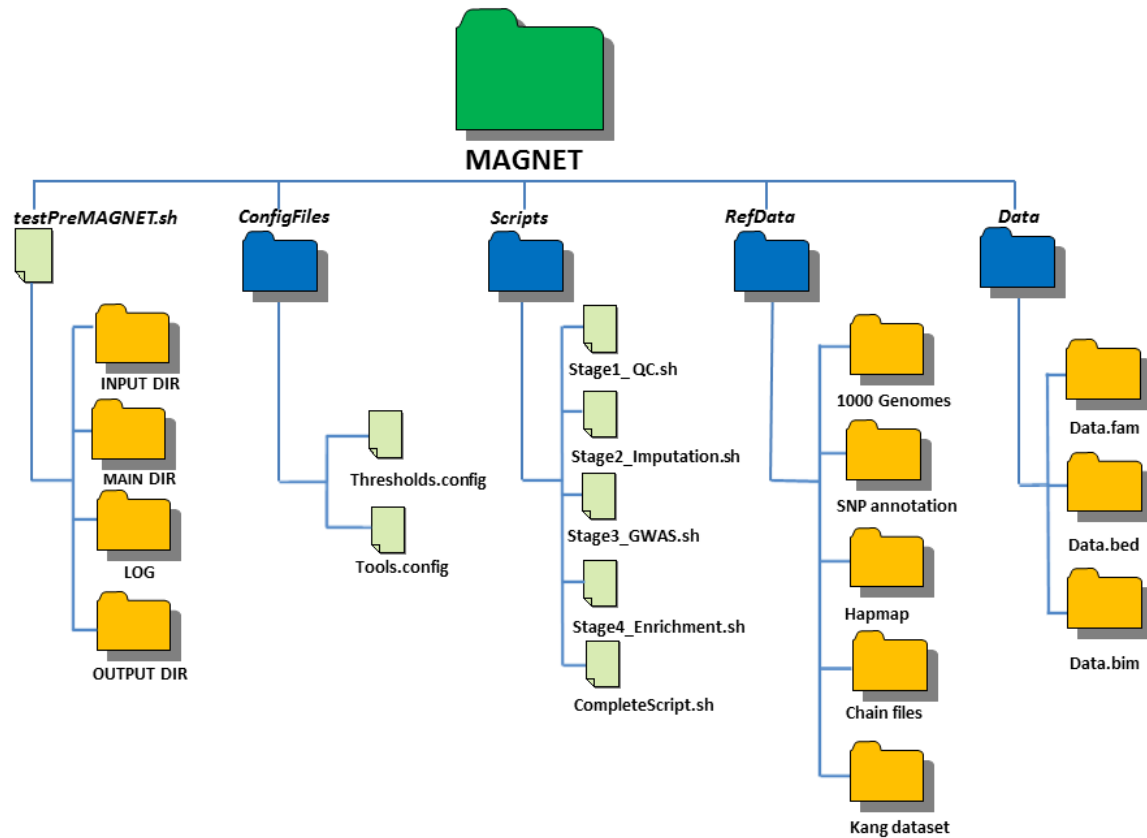 MAGNET
testPreMAGNET.sh
ConfigFiles
Scripts
RefData
Data
INPUT DIR
MAIN DIR
LOG
OUTPUT DIR
Thresholds.config
Tools.config
Stage1_ QC.sh
Stage2_Imputation.sh
Stage3_GWAS.sh
Stage4_Enrichment.sh
CompleteScript.sh
1000 Genomes
SNP annotation
Hapmap
Chain files
Kang dataset
Data.fam
Data.bed
Data.bim